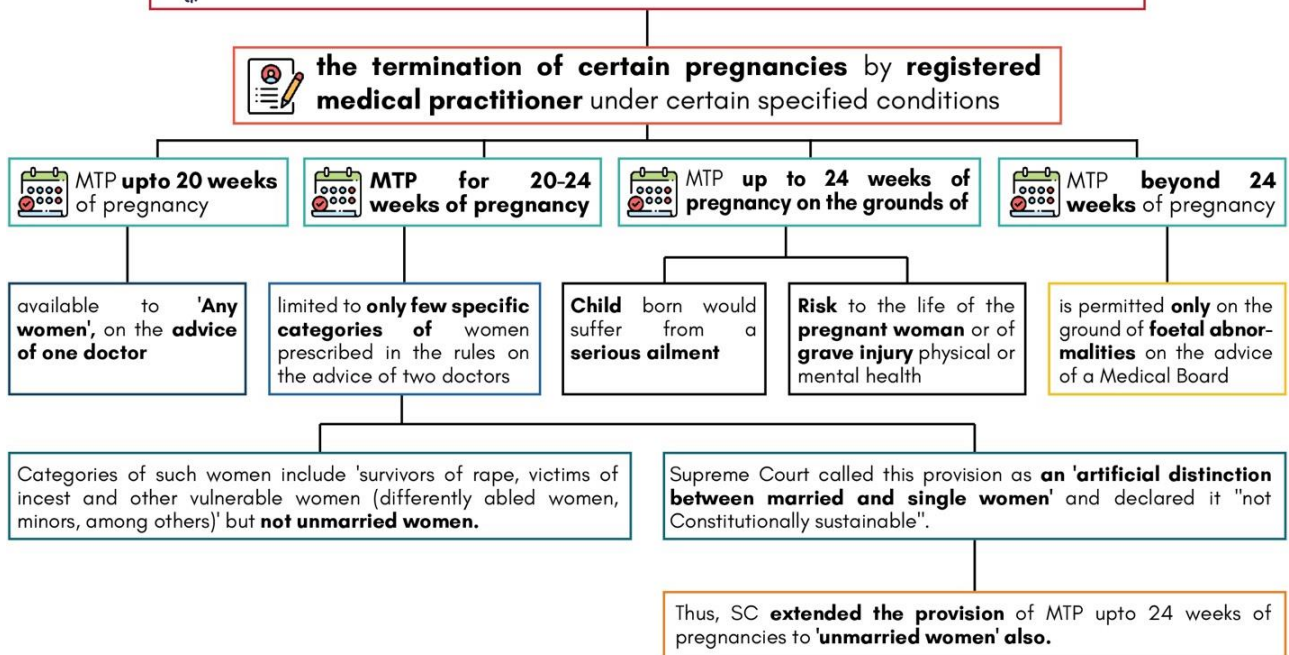 the termination of certain pregnancies by registered
medical practitioner under certain specified conditions
MTP upto 20 weeks
of pregnancy
MTP for 20-24
weeks of pregnancy
MTP up to 24 weeks of
pregnancy on the grounds of
MTP beyond 24
weeks of pregnancy
available to 'Any
women', on the advice
of one doctor
limited to only few specific
categories of women
prescribed in the rules on
the advice of two doctors
Child born would
suffer from a
serious ailment
Risk to the life of the
pregnant woman or of
grave injury physical or
mental health
is permitted only on the
ground of foetal abnor-
malities on the advice
of a Medical Board
Categories of such women include 'survivors of rape, victims of
incest and other vulnerable women (differently abled women,
minors, among others)' but not unmarried women.
Supreme Court called this provision as an 'artificial distinction
between married and single women' and declared it "not
Constitutionally sustainable".
Thus, SC extended the provision of MTP upto 24 weeks of
pregnancies to 'unmarried women' also.